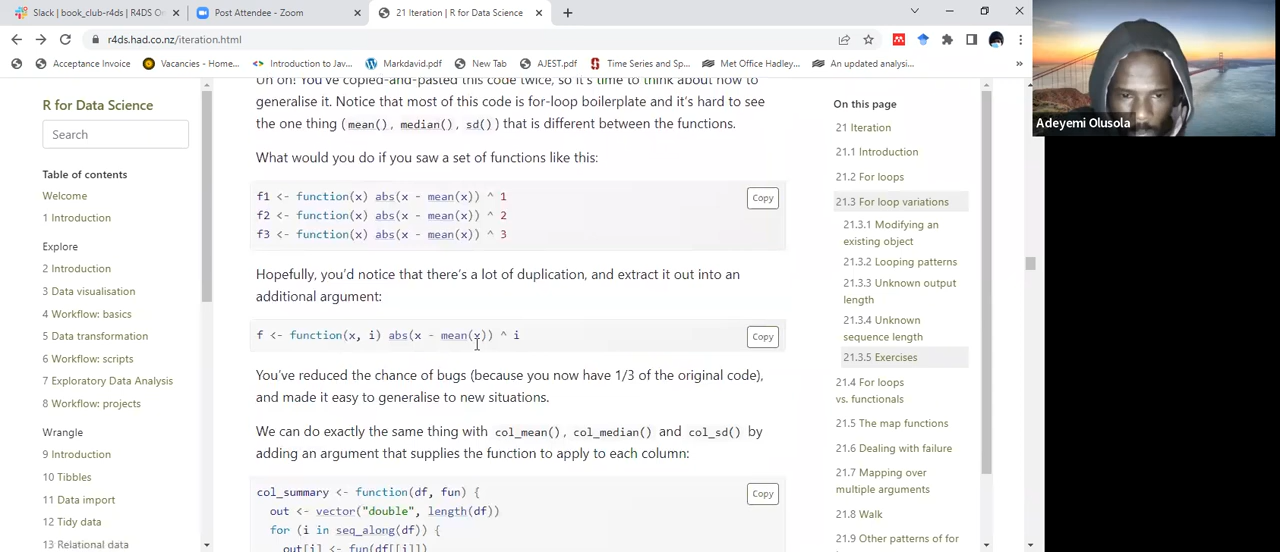 Slack | book_club-r4ds | R4DS O
Post Attendee - Zoom
21 Iteration | R for Data Science
r4ds.had.co.nz/iteration.html
Acceptance Invoice
Vacancies - Home...
Introduction to Jav...
Markdavid.pdf
New Tab
AJEST.pdf
Time Series and Sp...
Met Office Hadley...
An updated analysi...
»
Adeyemi Olusola
R for Data Science
Search
Table of contents
Welcome
1 Introduction
Explore
2 Introduction
3 Data visualisation
4 Workflow: basics
5 Data transformation
6 Workflow: scripts
7 Exploratory Data Analysis
8 Workflow: projects
Wrangle
9 Introduction
10 Tibbles
11 Data import
12 Tidy data
13 Relational data
Uh oh! You've copied-and-pasted this code twice, so it's time to think about how to
generalise it. Notice that most of this code is for-loop boilerplate and it's hard to see
the one thing (mean(), median(), sd()) that is different between the functions.
What would you do if you saw a set of functions like this:
f1 <- function(x) abs(x - mean(x)) ^ 1
f2 <- function(x) abs(x - mean(x)) ^ 2
f3 <- function(x) abs(x - mean(x)) ^ 3
Copy
Hopefully, you'd notice that there's a lot of duplication, and extract it out into an
additional argument:
f <- function(x, i) abs(x - mean(x)) ^ i
Copy
You've reduced the chance of bugs (because you now have 1/3 of the original code),
and made it easy to generalise to new situations.
We can do exactly the same thing with col_mean(), col_median() and col_sd() by
adding an argument that supplies the function to apply to each column:
col_summary <- function(df, fun) {
out <- vector("double", length(df))
for (i in seq_along(df)) {
out[i] <- fun(df[[i]])
Copy
On this page
21 Iteration
21.1 Introduction
21.2 For loops
21.3 For loop variations
21.3.1 Modifying an
existing object
21.3.2 Looping patterns
21.3.3 Unknown output
length
21.3.4 Unknown
sequence length
21.3.5 Exercises
21.4 For loops
vs. functionals
21.5 The map functions
21.6 Dealing with failure
21.7 Mapping over
multiple arguments
21.8 Walk
21.9 Other patterns of for